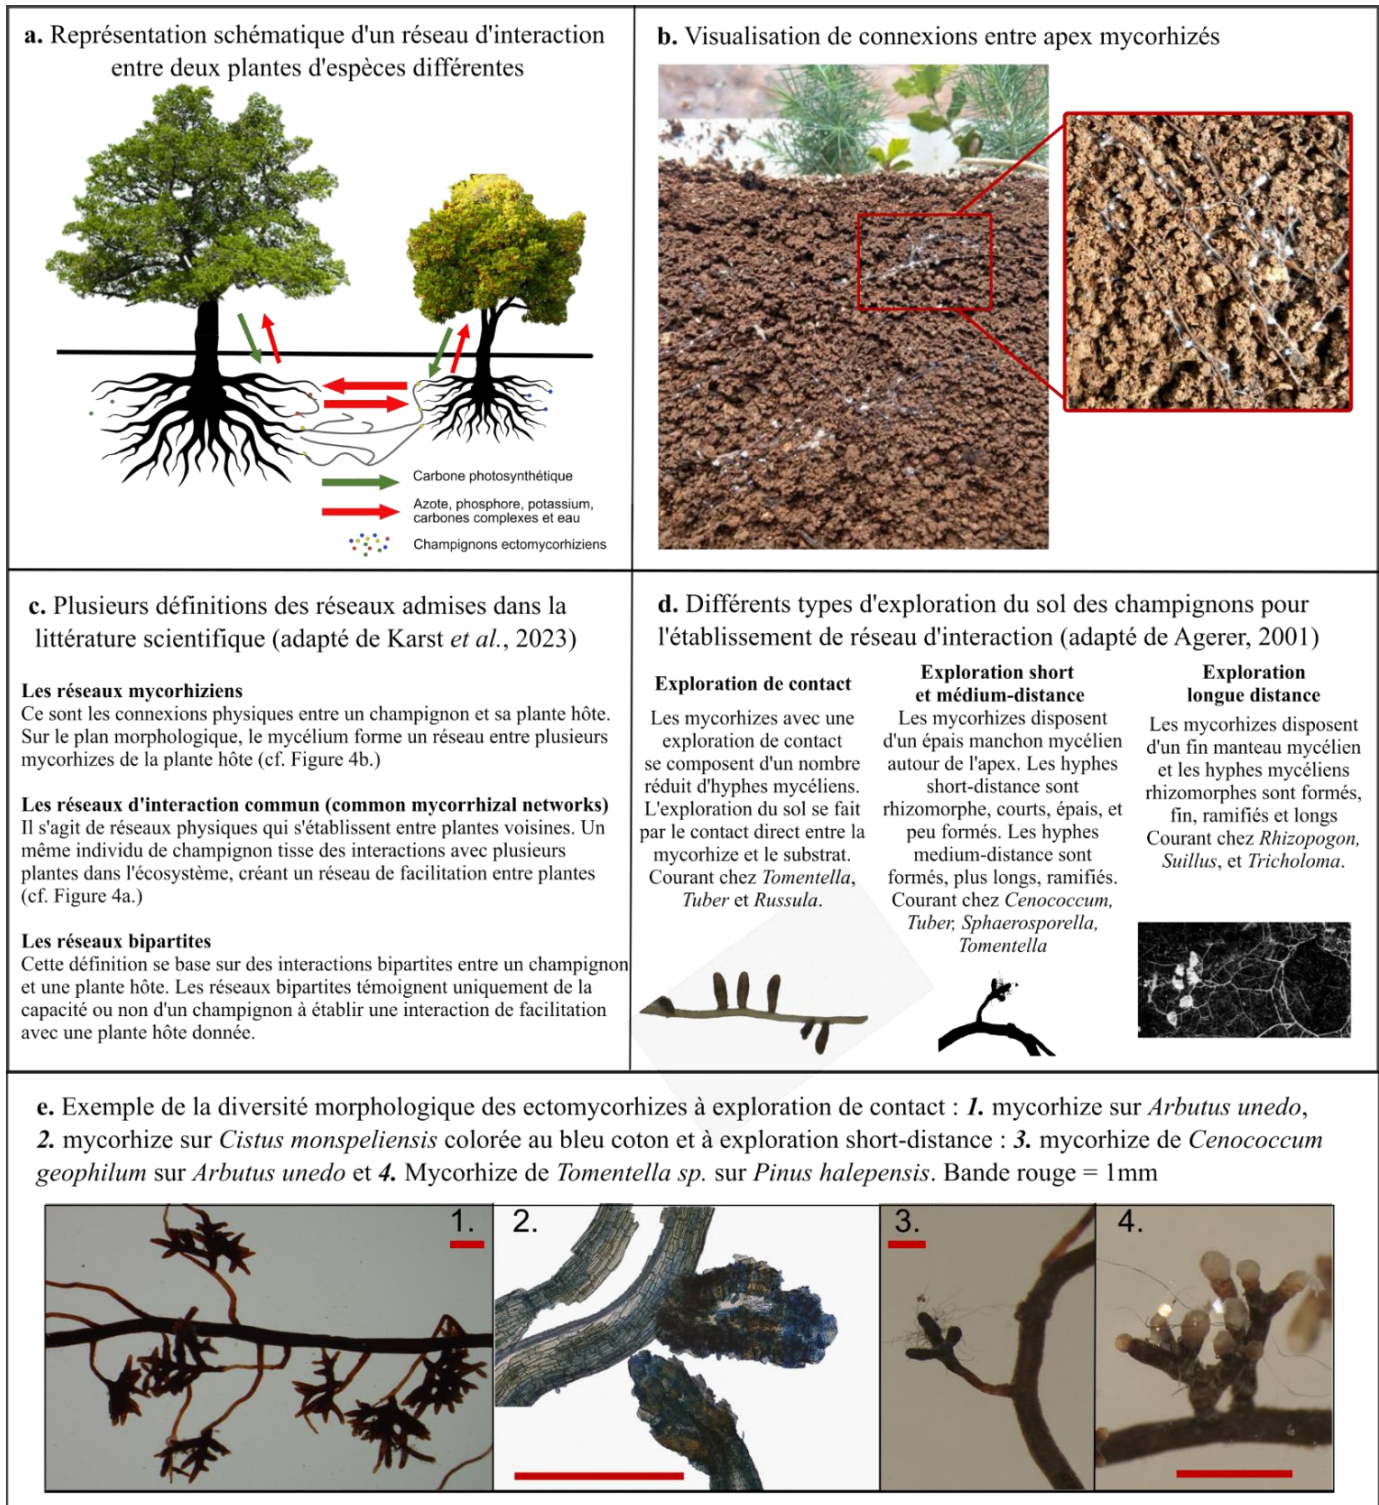 a. Représentation schématique d'un réseau d'interaction
entre deux plantes d'espèces différentes
Carbone photosynthétique
Azote, phosphore, potassium,
carbones complexes et eau
Champignons ectomycorhiziens
b. Visualisation de connexions entre apex mycorhizés
c. Plusieurs définitions des réseaux admises dans la
littérature scientifique (adapté de Karst et al., 2023)
Les réseaux mycorhiziens
Ce sont les connexions physiques entre un champignon et sa plante hôte.
Sur le plan morphologique, le mycélium forme un réseau entre plusieurs
mycorhizes de la plante hôte (cf. Figure 4b.)
Les réseaux d'interaction commun (common mycorrhizal networks)
Il s'agit de réseaux physiques qui s'établissent entre plantes voisines. Un
même individu de champignon tisse des interactions avec plusieurs
plantes dans l'écosystème, créant un réseau de facilitation entre plantes
(cf. Figure 4a.)
Les réseaux bipartites
Cette définition se base sur des interactions bipartites entre un champignon
et une plante hôte. Les réseaux bipartites témoignent uniquement de la
capacité ou non d'un champignon à établir une interaction de facilitation
avec une plante hôte donnée.
d. Différents types d'exploration du sol des champignons pour
l'établissement de réseau d'interaction (adapté de Agerer, 2001)
Exploration de contact
Les mycorhizes avec une
exploration de contact
se composent d'un nombre
réduit d'hyphes mycéliens.
L'exploration du sol se fait
par le contact direct entre la
mycorhize et le substrat.
Courant chez Tomentella,
Tuber et Russula.
Exploration short
et médium-distance
Les mycorhizes disposent
d'un épais manchon mycélien
autour de l'apex. Les hyphes
short-distance sont
rhizomorphe, courts, épais, et
peu formés. Les hyphes
medium-distance sont
formés, plus longs, ramifiés.
Courant chez Cenococcum,
Tuber, Sphaerosporella,
Tomentella
Exploration
longue distance
Les mycorhizes disposent
d'un fin manteau mycélien
et les hyphes mycéliens
rhizomorphes sont formés,
fin, ramifiés et longs
Courant chez Rhizopogon,
Suillus, et Tricholoma.
e. Exemple de la diversité morphologique des ectomycorhizes à exploration de contact : 1. mycorhize sur Arbutus unedo,
2. mycorhize sur Cistus monspeliensis colorée au bleu coton et à exploration short-distance : 3. mycorhize de Cenococcum
geophilum sur Arbutus unedo et 4. Mycorhize de Tomentella sp. sur Pinus halepensis. Bande rouge = 1mm
1.
2.
3.
4.